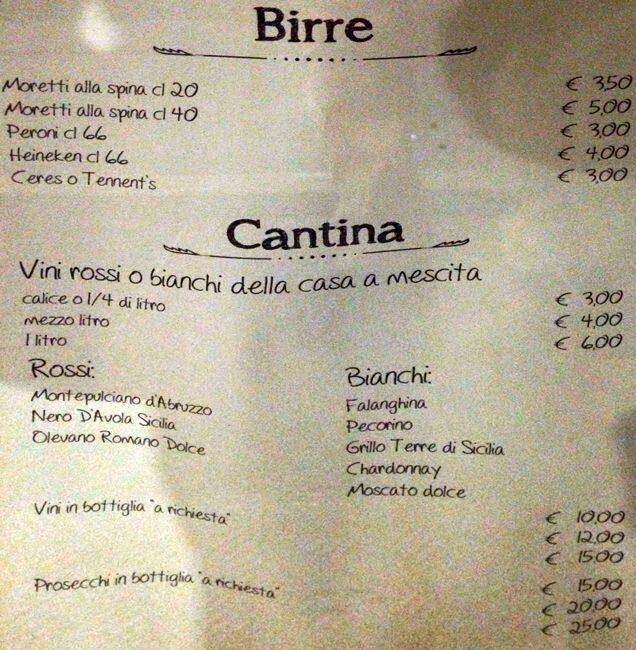 Birre
Moretti alla spina cl 20 € 3,50
Moretti alla spina cl 40 € 5,00
Peroni cl 66 € 3,00
Heineken cl 66 € 4,00
Ceres o Tennent's € 3,00
Cantina
Vini rossi o bianchi della casa a mescita
calice o 1/4 di litro € 3,00
mezzo litro € 4,00
1 litro € 6,00
Rossi:
Montepulciano d'Abruzzo
Nero D'Avola Sicilia
Olevano Romano Dolce
Bianchi:
Falanghina
Pecorino
Grillo Terre di Sicilia
Chardonnay
Moscato dolce
Vini in bottiglia "a richiesta" € 10,00
€ 12,00
€ 15,00
Prosecchi in bottiglia "a richiesta" € 15,00
€ 20,00
€ 25,00